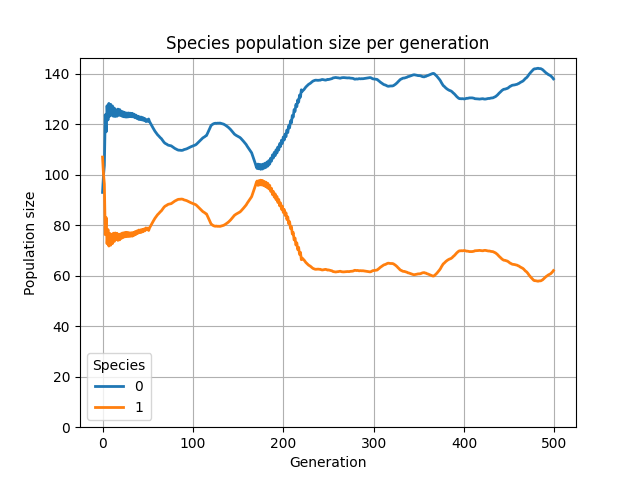 Species population size per generation
Population size
140
120
100
80
60
40
20
0
Species
0
1
0 100 200 300 400 500
Generation